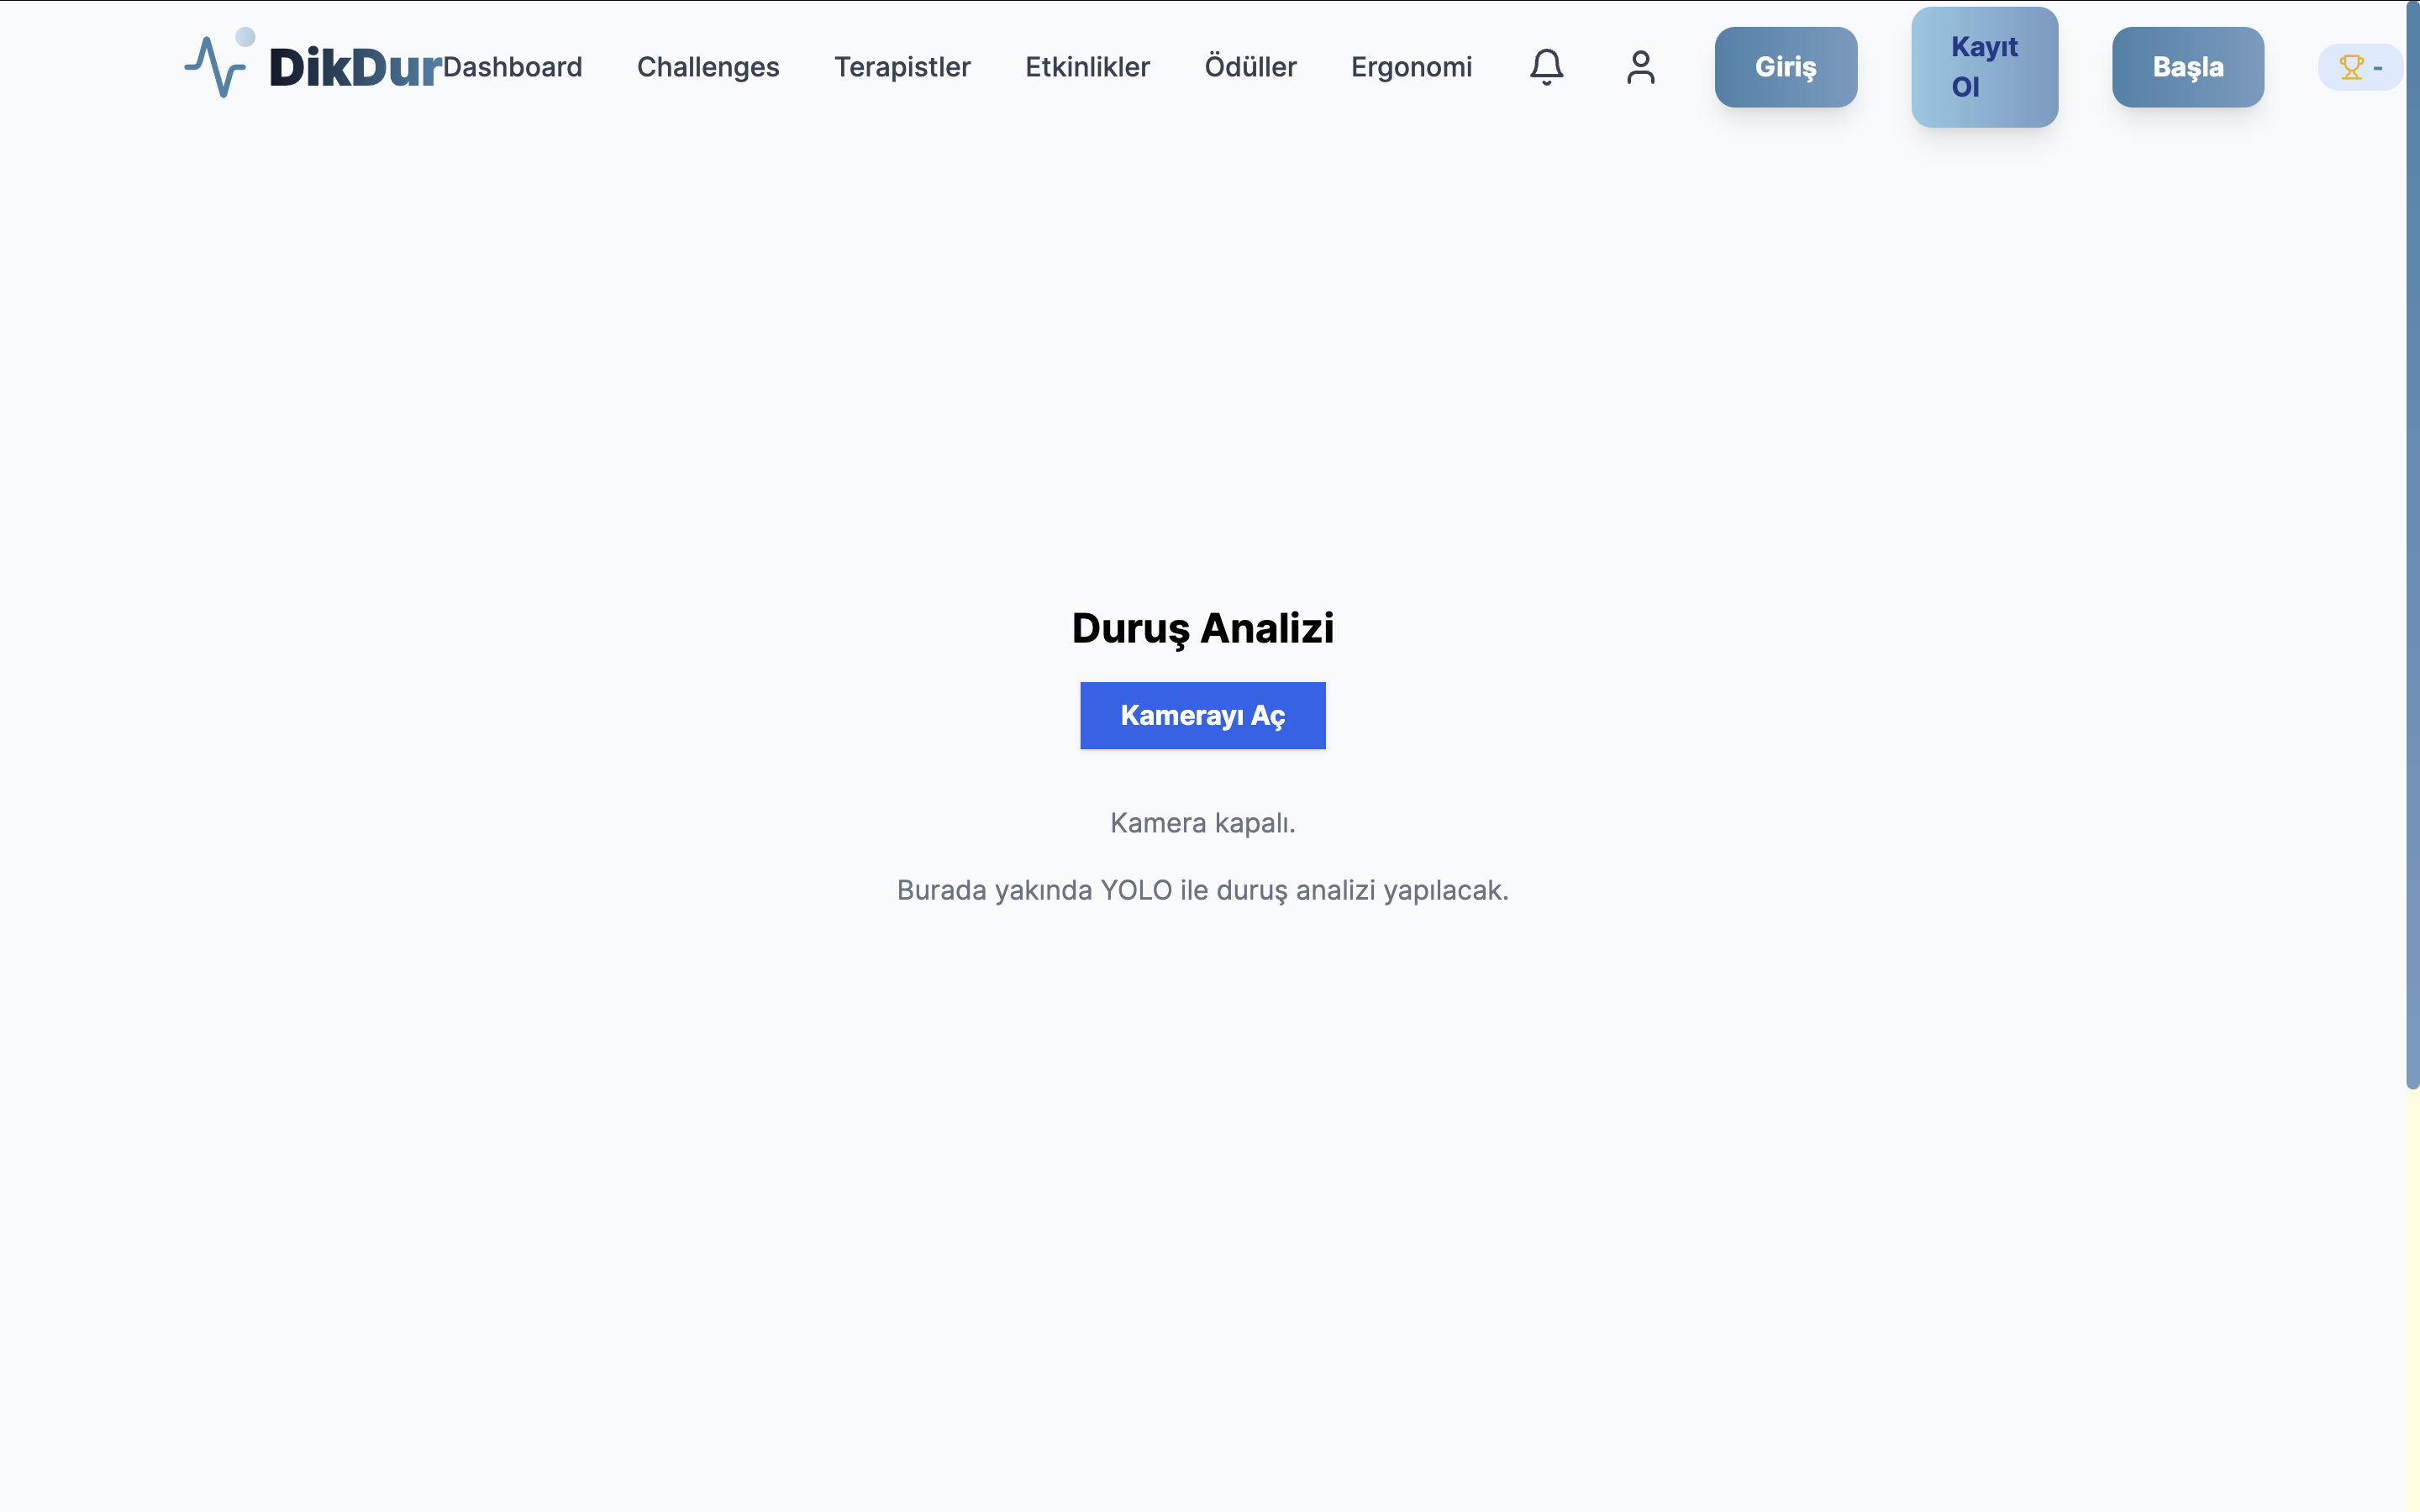 DikDur
Dashboard
Challenges
Terapistler
Etkinlikler
Ödüller
Ergonomi
Giriş
Kayıt
Ol
Başla
-
Duruş Analizi
Kamerayı Aç
Kamera kapalı.
Burada yakında YOLO ile duruş analizi yapılacak.